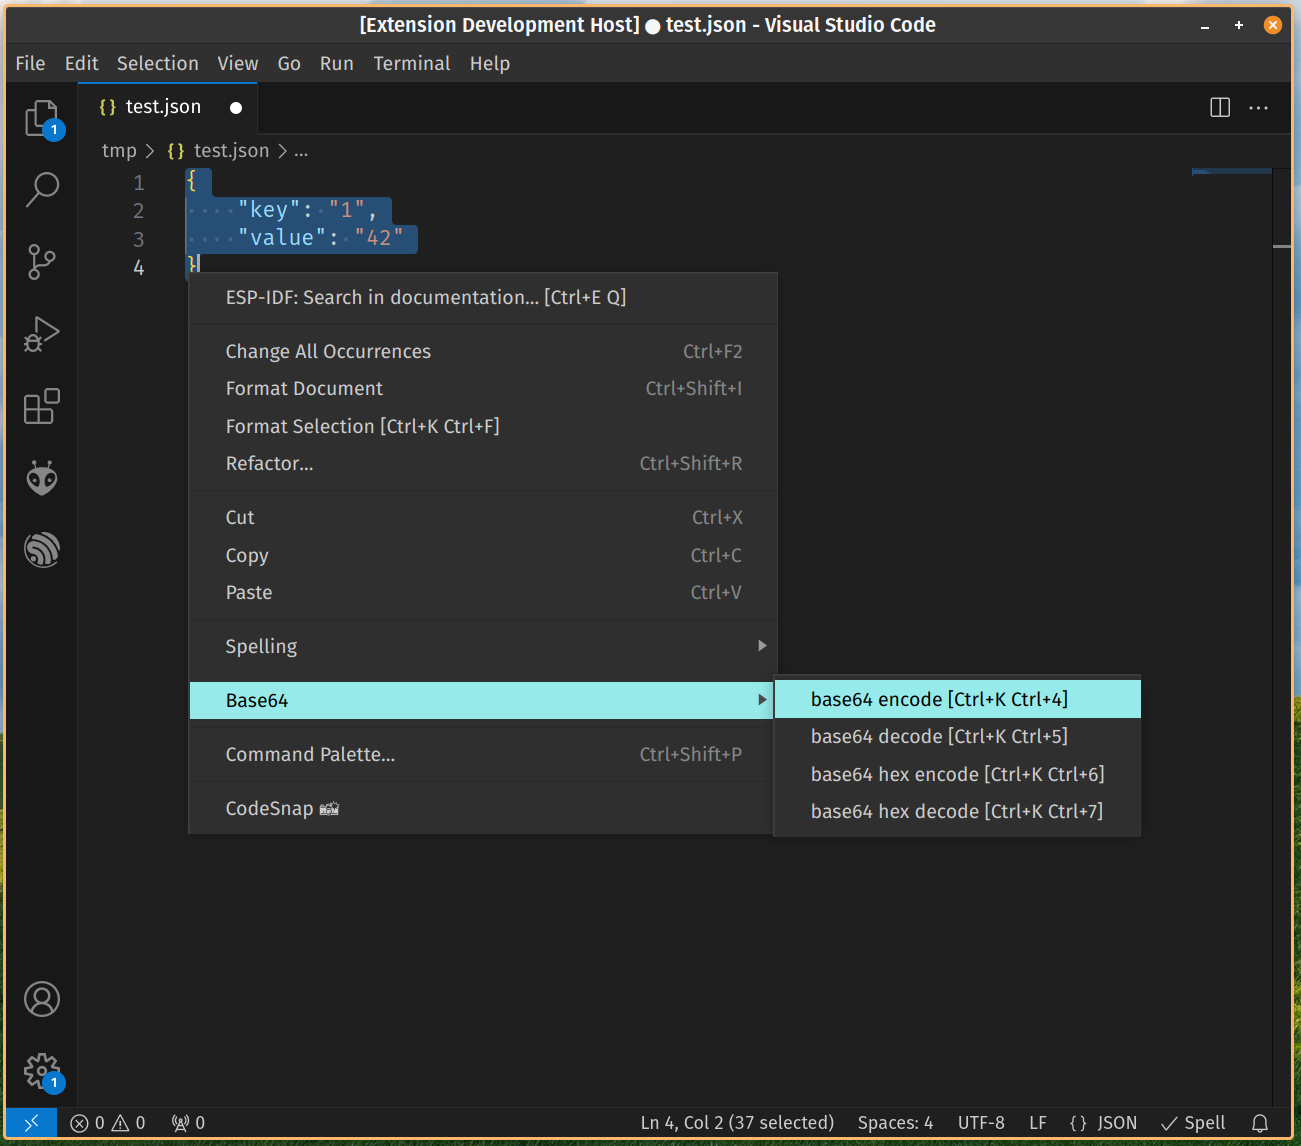 [Extension Development Host] ● test.json - Visual Studio Code
File Edit Selection View Go Run Terminal Help
{} test.json ●
1
tmp > {} test.json > ...
1 {
2 ····"key":·"1",
3 ····"value":·"42"
4 }
ESP-IDF: Search in documentation... [Ctrl+E Q]
Change All Occurrences Ctrl+F2
Format Document Ctrl+Shift+I
Format Selection [Ctrl+K Ctrl+F]
Refactor... Ctrl+Shift+R
Cut Ctrl+X
Copy Ctrl+C
Paste Ctrl+V
Spelling
Base64
base64 encode [Ctrl+K Ctrl+4]
base64 decode [Ctrl+K Ctrl+5]
base64 hex encode [Ctrl+K Ctrl+6]
base64 hex decode [Ctrl+K Ctrl+7]
Command Palette... Ctrl+Shift+P
CodeSnap 📸
1
0 0 0 Ln 4, Col 2 (37 selected) Spaces: 4 UTF-8 LF {} JSON ✓ Spell